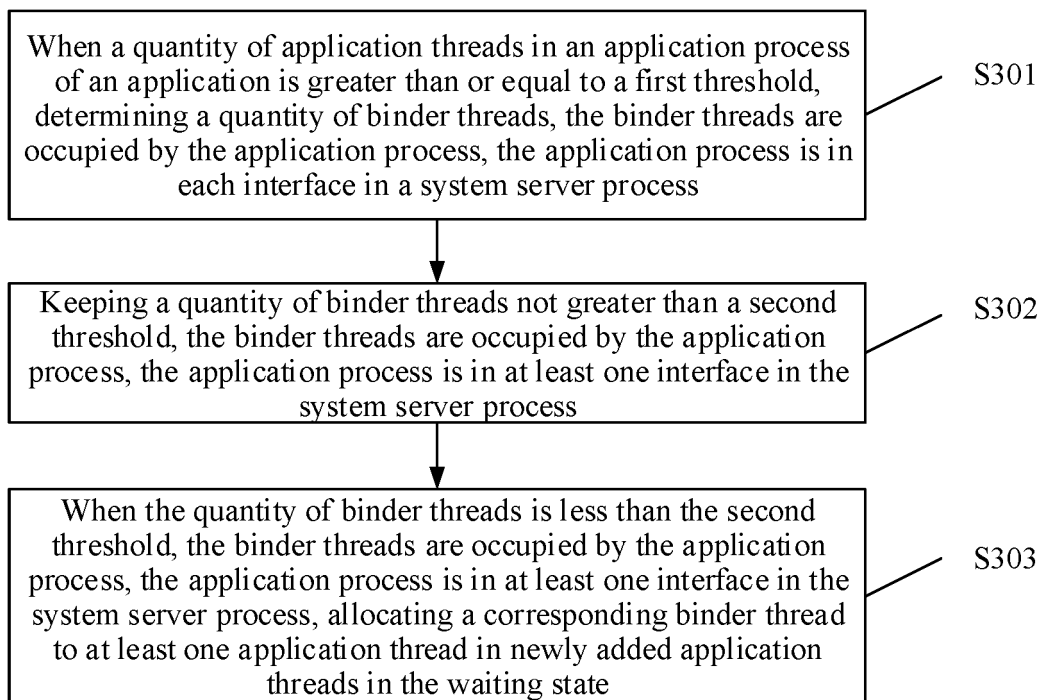 When a quantity of application threads in an application process
of an application is greater than or equal to a first threshold,
determining a quantity of binder threads, the binder threads are
occupied by the application process, the application process is in
each interface in a system server process
S301
Keeping a quantity of binder threads not greater than a second
threshold, the binder threads are occupied by the application
process, the application process is in at least one interface in the
system server process
S302
When the quantity of binder threads is less than the second
threshold, the binder threads are occupied by the application
process, the application process is in at least one interface in the
system server process, allocating a corresponding binder thread
to at least one application thread in newly added application
threads in the waiting state
S303